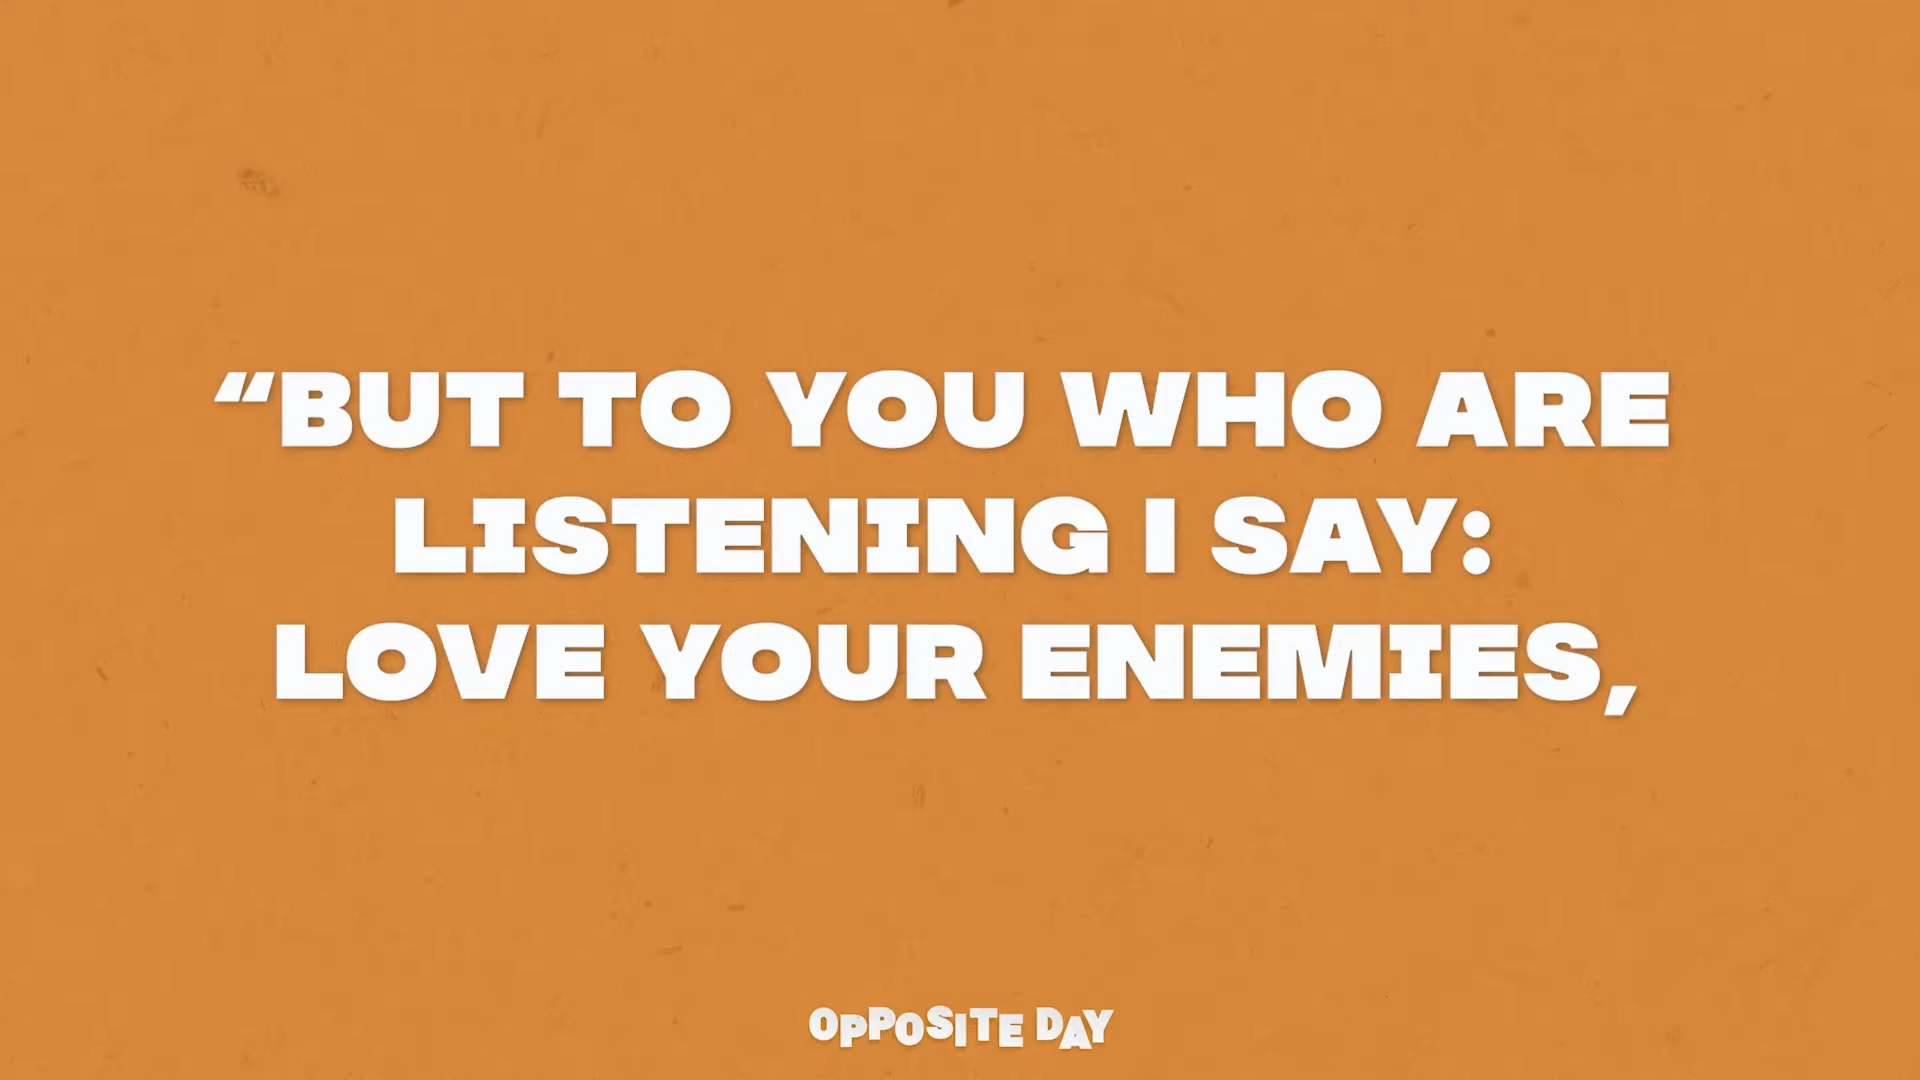 “BUT TO YOU WHO ARE
LISTENING I SAY:
LOVE YOUR ENEMIES,
OPPOSITE DAY